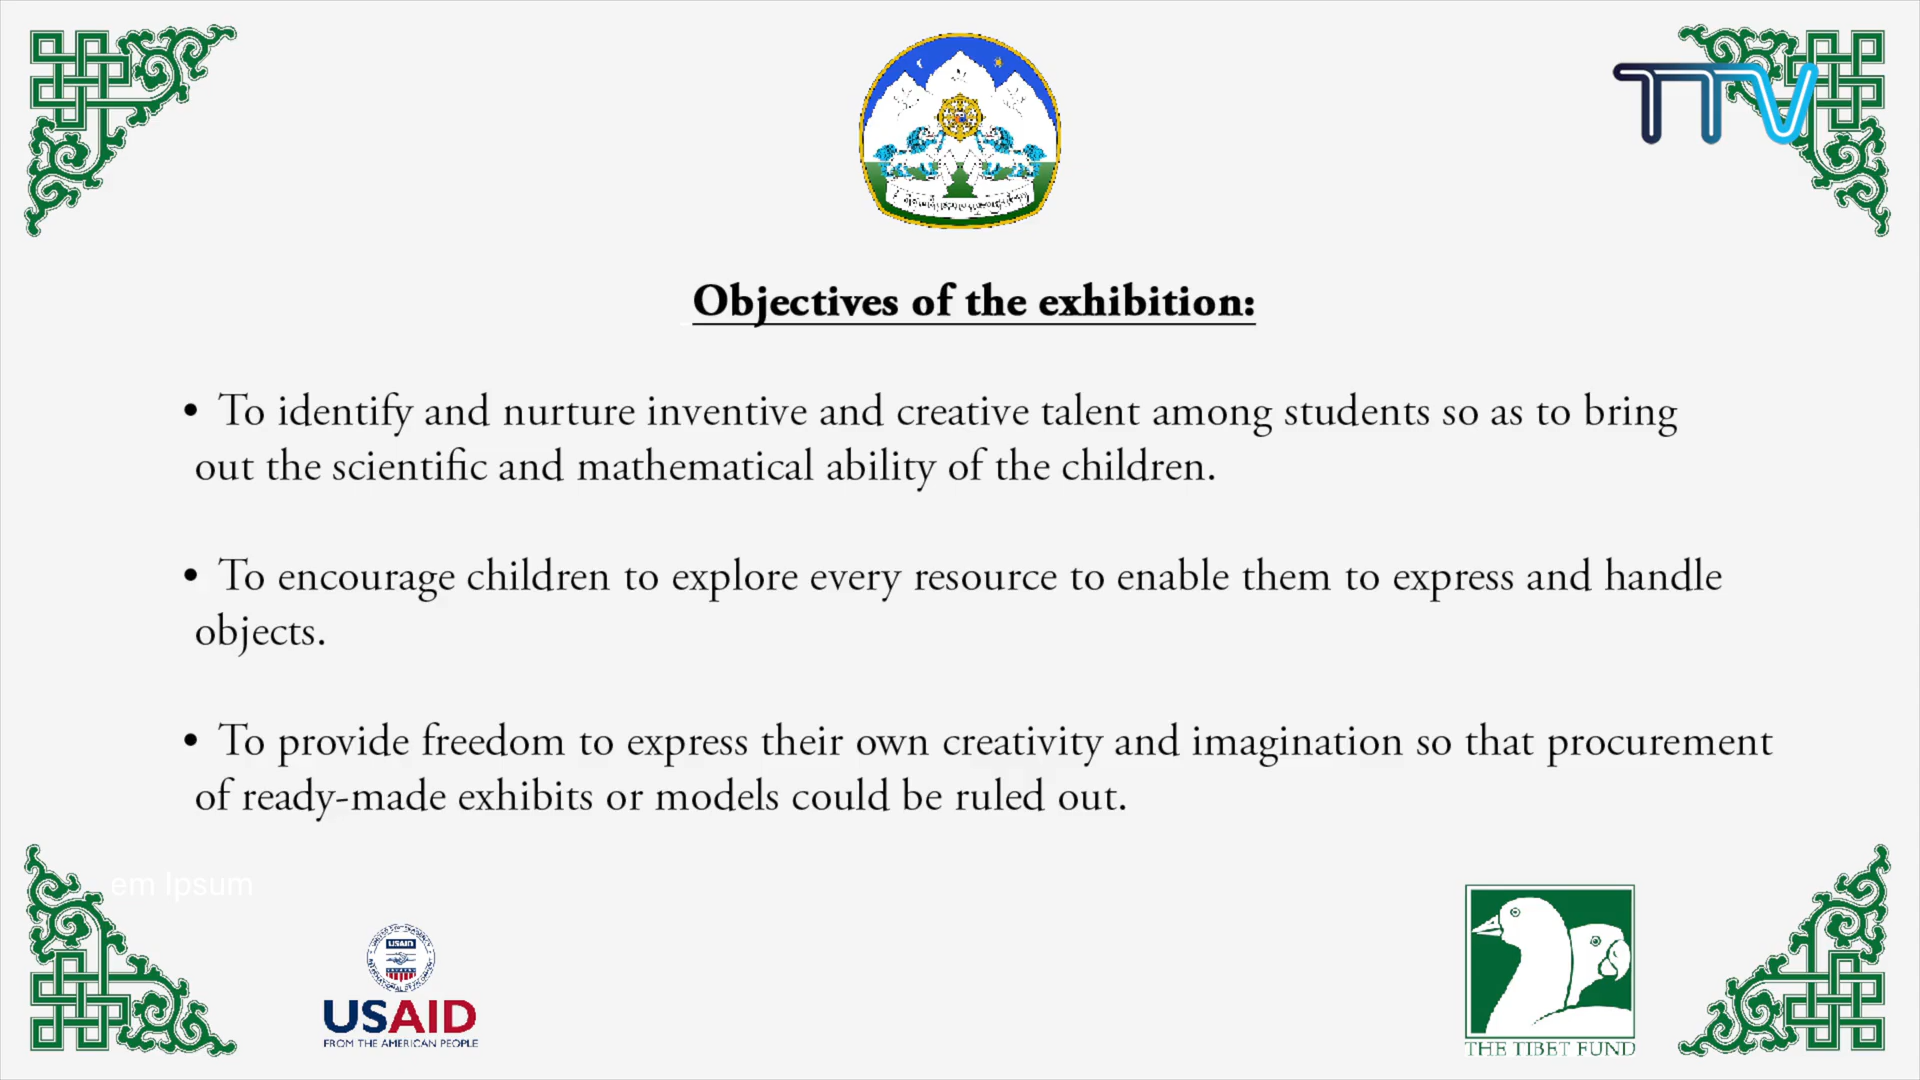 TTV
Objectives of the exhibition:
• To identify and nurture inventive and creative talent among students so as to bring
out the scientific and mathematical ability of the children.
• To encourage children to explore every resource to enable them to express and handle
objects.
• To provide freedom to express their own creativity and imagination so that procurement
of ready-made exhibits or models could be ruled out.
em Ipsum
USAID
USAID
FROM THE AMERICAN PEOPLE
THE TIBET FUND